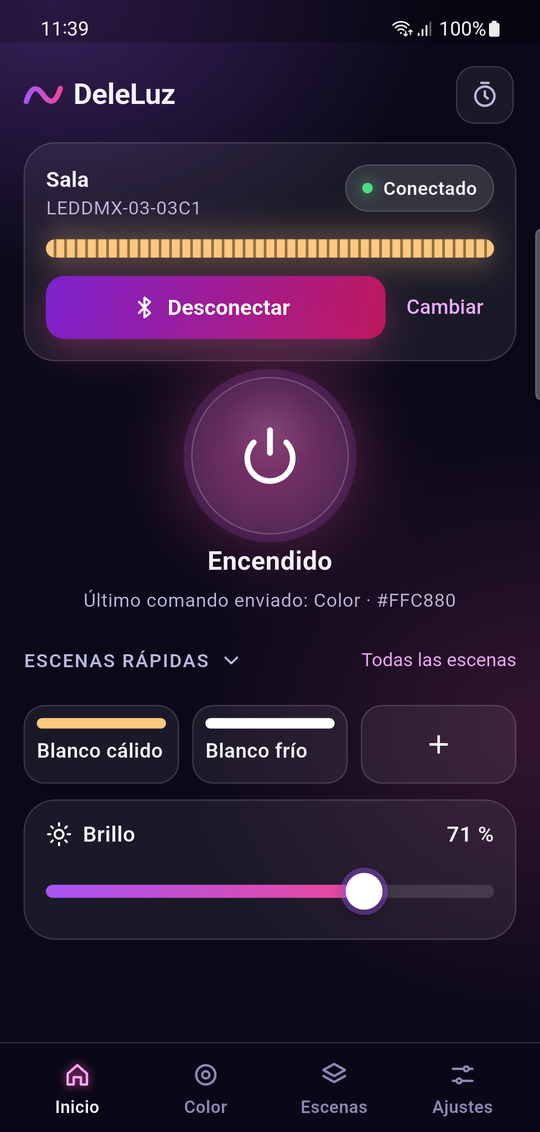 11:39
100%
DeleLuz
Sala
LEDDMX-03-03C1
Conectado
Desconectar
Cambiar
Encendido
Último comando enviado: Color · #FFC880
ESCENAS RÁPIDAS
Todas las escenas
Blanco cálido
Blanco frío
+
Brillo
71 %
Inicio
Color
Escenas
Ajustes